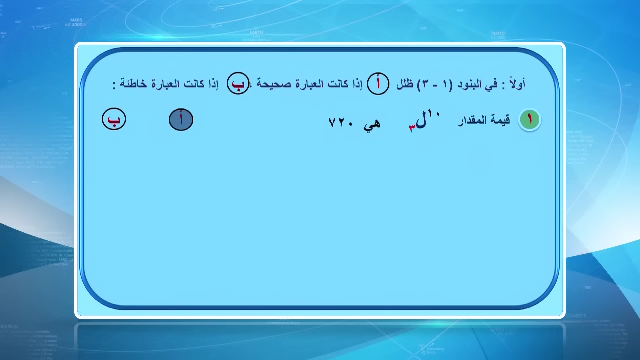 أولاً : في البنود (١ - ٣) ظلل أ إذا كانت العبارة صحيحة ، ب إذا كانت العبارة خاطئة :
١ قيمة المقدار ١٠ل٣ هي ٧٢٠ أ ب